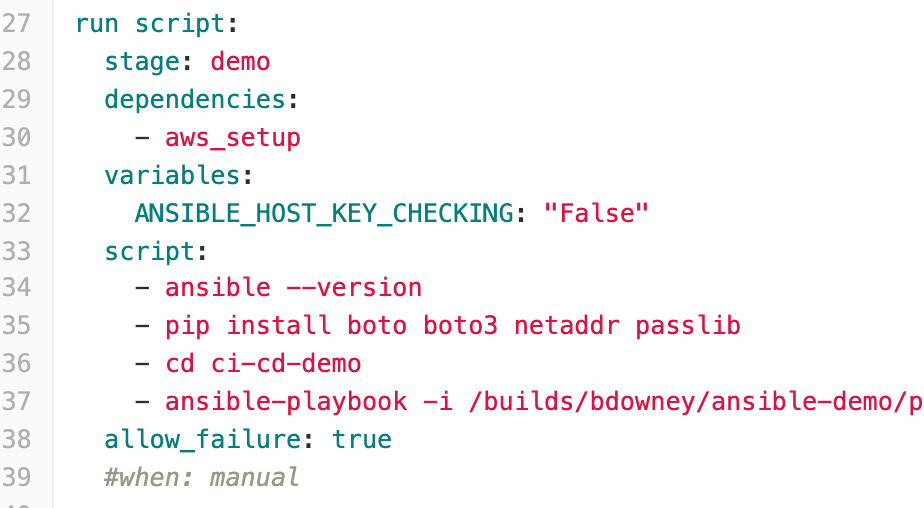 27 run script:
28   stage: demo
29   dependencies:
30     - aws_setup
31   variables:
32     ANSIBLE_HOST_KEY_CHECKING: "False"
33   script:
34     - ansible --version
35     - pip install boto boto3 netaddr passlib
36     - cd ci-cd-demo
37     - ansible-playbook -i /builds/bdowney/ansible-demo/p
38   allow_failure: true
39   #when: manual